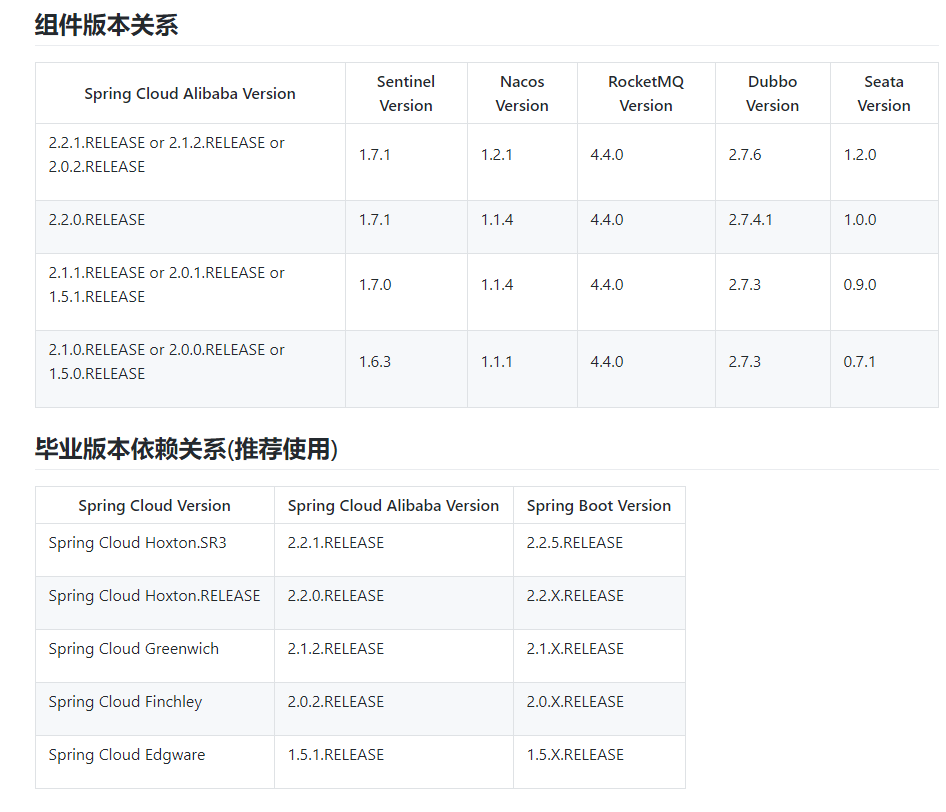 组件版本关系
Spring Cloud Alibaba Version
Sentinel
Version
Nacos
Version
RocketMQ
Version
Dubbo
Version
Seata
Version
2.2.1.RELEASE or 2.1.2.RELEASE or
2.0.2.RELEASE
1.7.1
1.2.1
4.4.0
2.7.6
1.2.0
2.2.0.RELEASE
1.7.1
1.1.4
4.4.0
2.7.4.1
1.0.0
2.1.1.RELEASE or 2.0.1.RELEASE or
1.5.1.RELEASE
1.7.0
1.1.4
4.4.0
2.7.3
0.9.0
2.1.0.RELEASE or 2.0.0.RELEASE or
1.5.0.RELEASE
1.6.3
1.1.1
4.4.0
2.7.3
0.7.1
毕业版本依赖关系(推荐使用)
Spring Cloud Version
Spring Cloud Alibaba Version
Spring Boot Version
Spring Cloud Hoxton.SR3
2.2.1.RELEASE
2.2.5.RELEASE
Spring Cloud Hoxton.RELEASE
2.2.0.RELEASE
2.2.X.RELEASE
Spring Cloud Greenwich
2.1.2.RELEASE
2.1.X.RELEASE
Spring Cloud Finchley
2.0.2.RELEASE
2.0.X.RELEASE
Spring Cloud Edgware
1.5.1.RELEASE
1.5.X.RELEASE